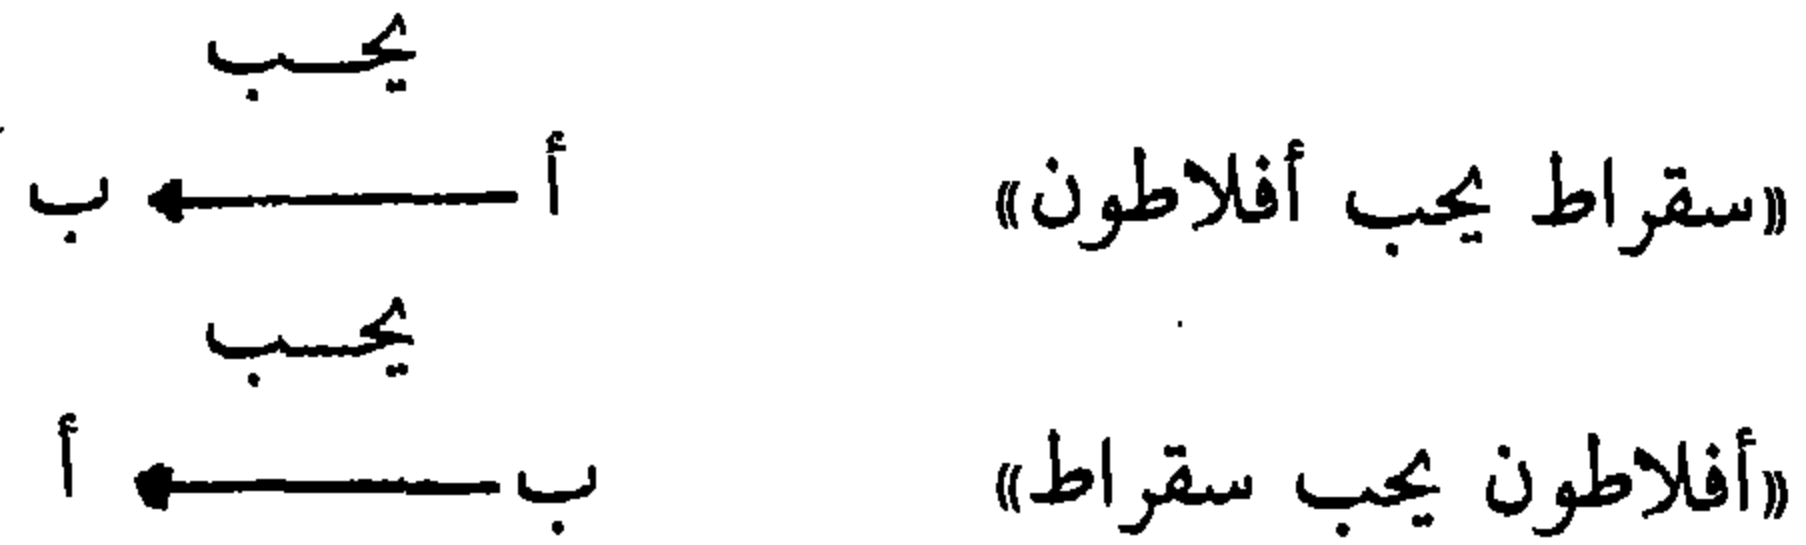 يحب
«سقراط يحب أفلاطون» أ ب
يحب
«أفلاطون يحب سقراط» ب أ